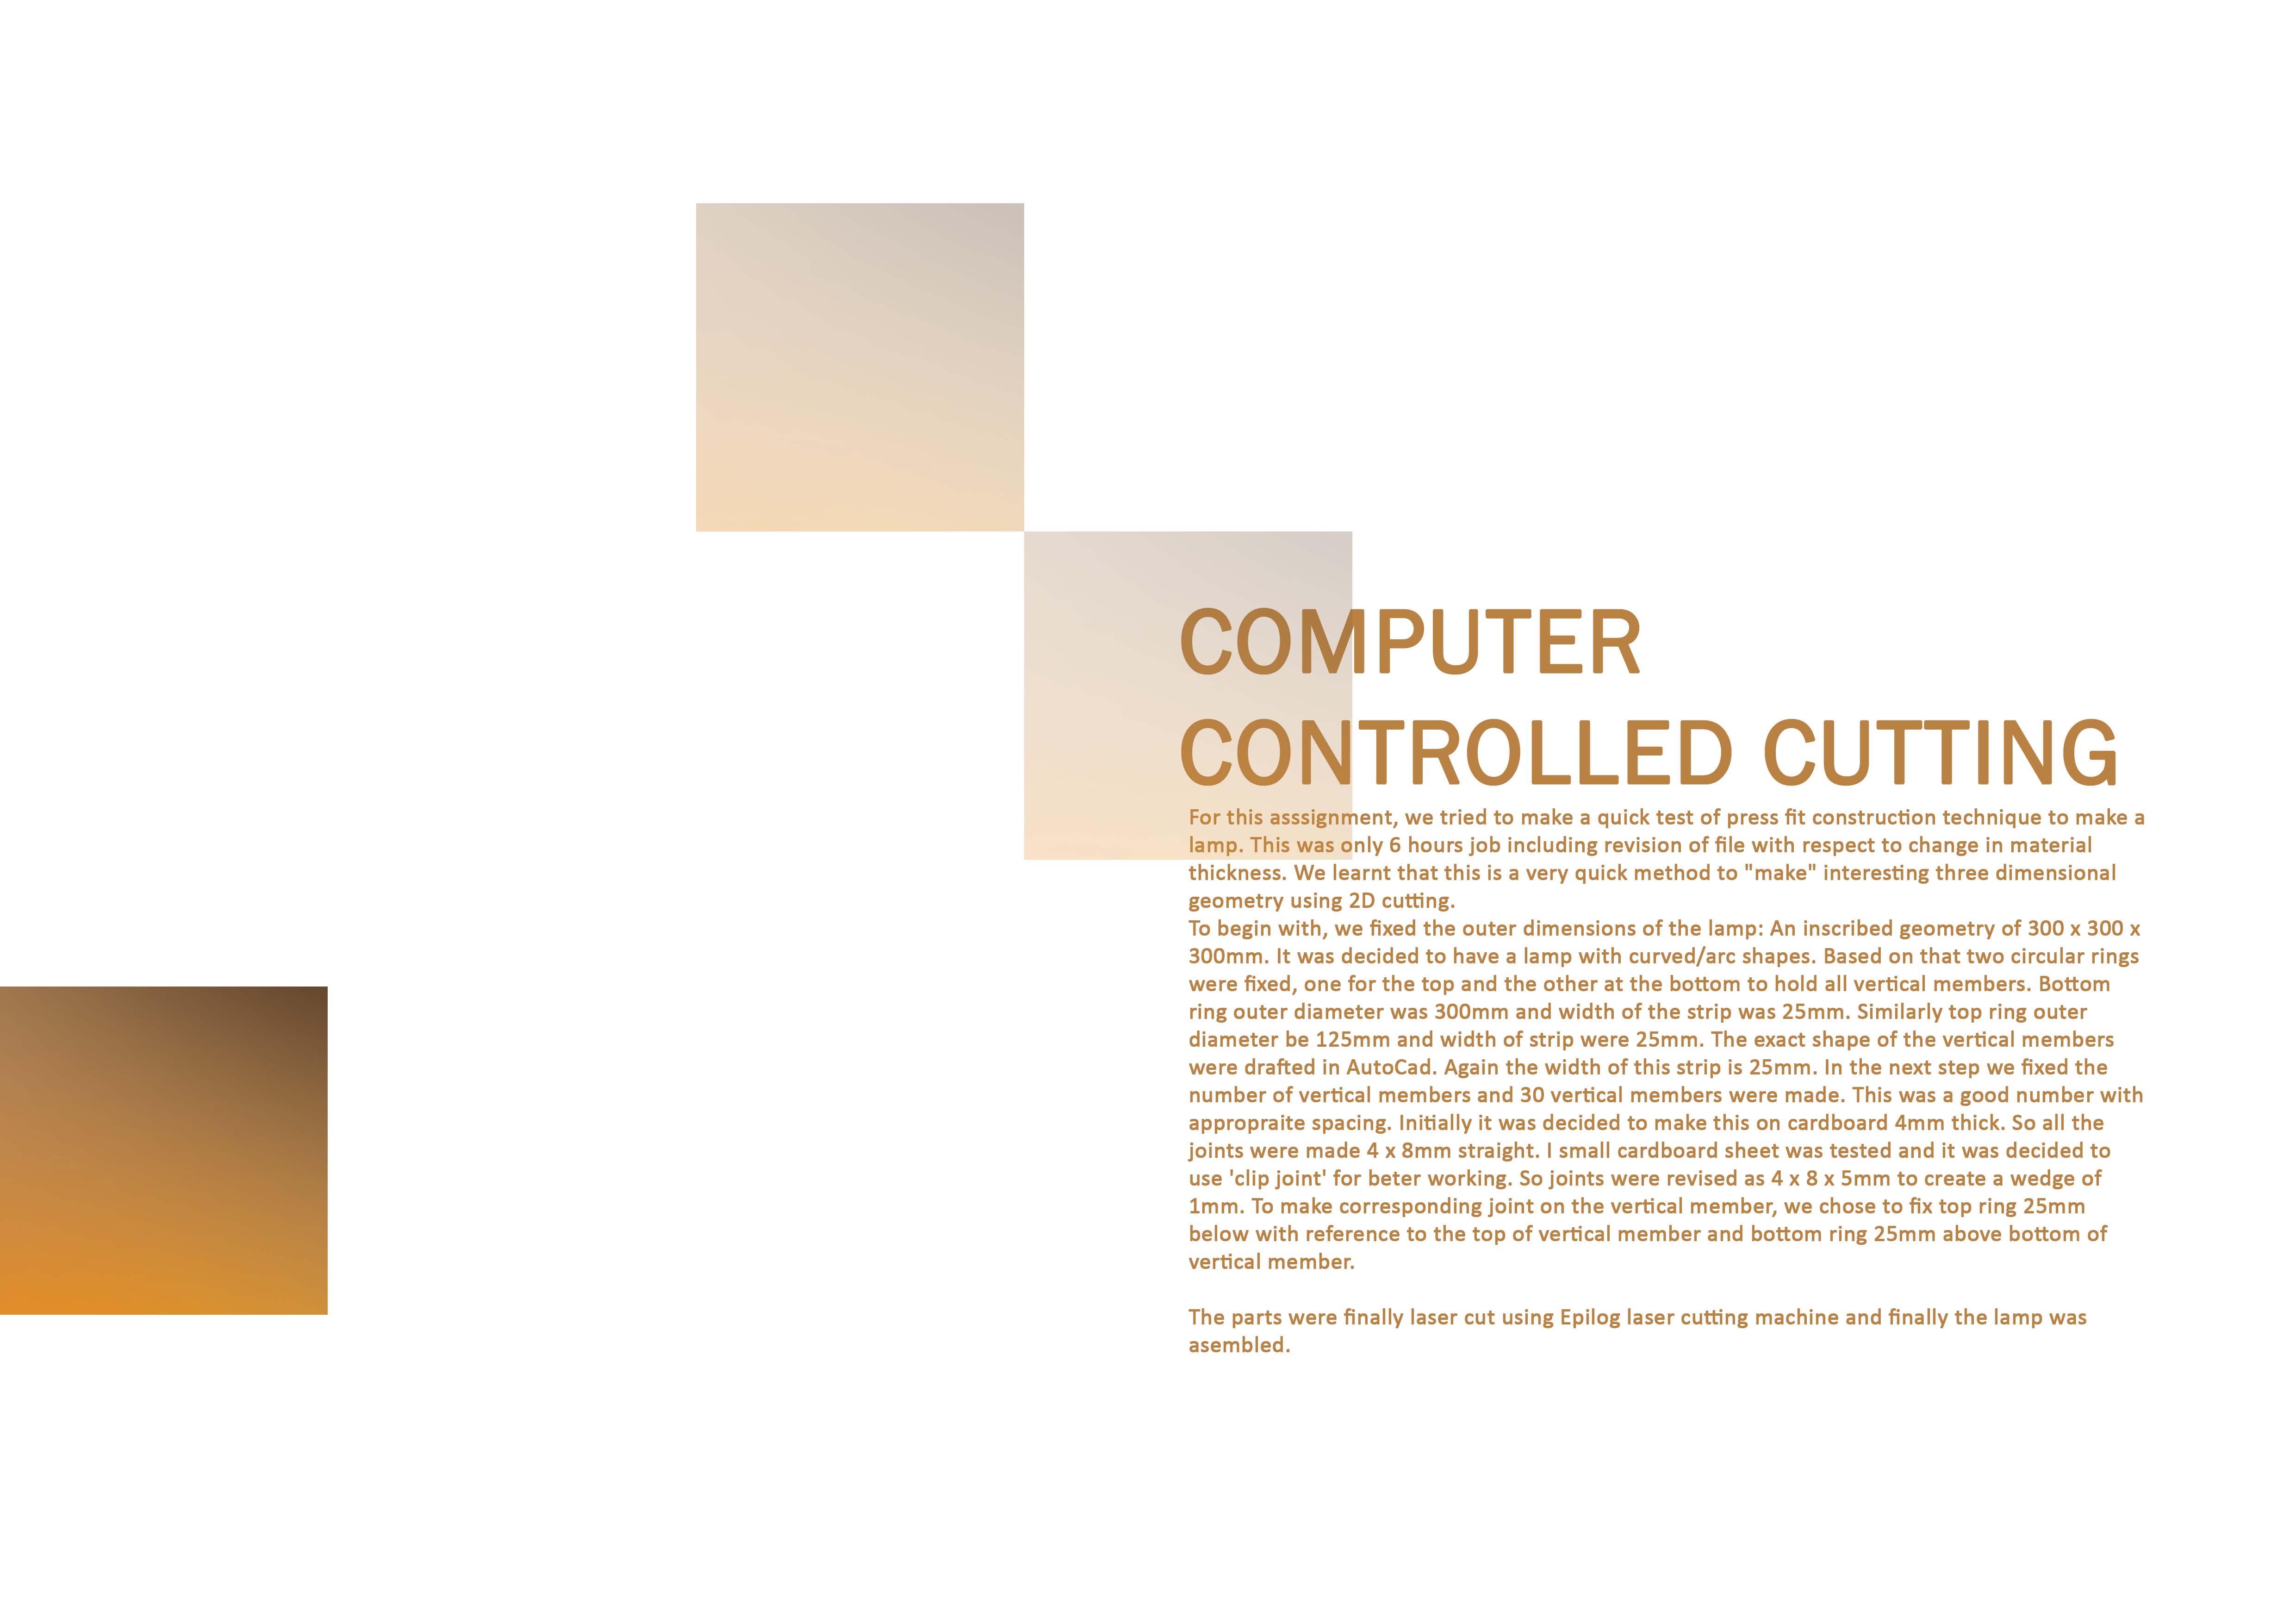 COMPUTER
CONTROLLED CUTTING
For this asssignment, we tried to make a quick test of press fit construction technique to make a
lamp. This was only 6 hours job including revision of file with respect to change in material
thickness. We learnt that this is a very quick method to "make" interesting three dimensional
geometry using 2D cutting.
To begin with, we fixed the outer dimensions of the lamp: An inscribed geometry of 300 x 300 x
300mm. It was decided to have a lamp with curved/arc shapes. Based on that two circular rings
were fixed, one for the top and the other at the bottom to hold all vertical members. Bottom
ring outer diameter was 300mm and width of the strip was 25mm. Similarly top ring outer
diameter be 125mm and width of strip were 25mm. The exact shape of the vertical members
were drafted in AutoCad. Again the width of this strip is 25mm. In the next step we fixed the
number of vertical members and 30 vertical members were made. This was a good number with
appropraite spacing. Initially it was decided to make this on cardboard 4mm thick. So all the
joints were made 4 x 8mm straight. I small cardboard sheet was tested and it was decided to
use 'clip joint' for beter working. So joints were revised as 4 x 8 x 5mm to create a wedge of
1mm. To make corresponding joint on the vertical member, we chose to fix top ring 25mm
below with reference to the top of vertical member and bottom ring 25mm above bottom of
vertical member.
The parts were finally laser cut using Epilog laser cutting machine and finally the lamp was
asembled.